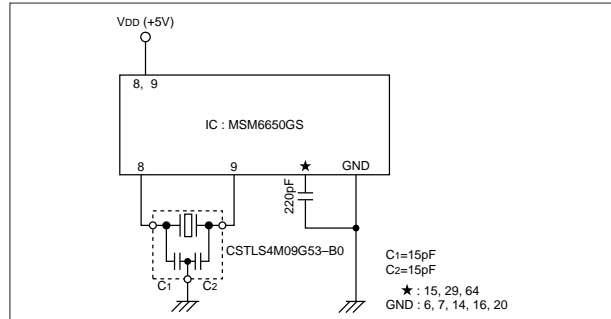 VDD (+5V)
8, 9
IC : MSM6650GS
8
9
★
GND
220pF
CSTLS4M09G53–B0
C1
C2
C1=15pF
C2=15pF
★ : 15, 29, 64
GND : 6, 7, 14, 16, 20